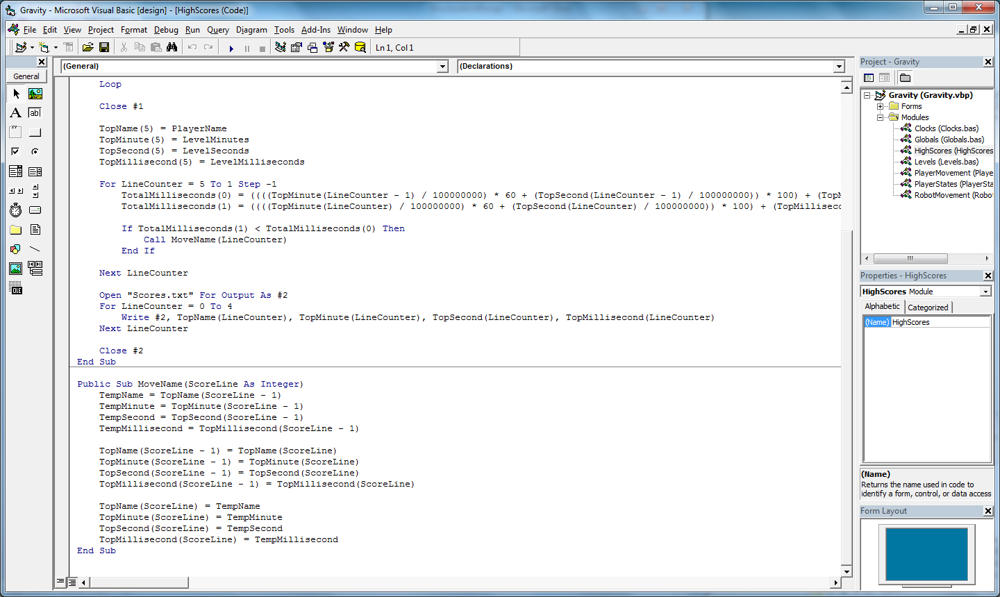 Gravity - Microsoft Visual Basic [design] - [HighScores (Code)]
File Edit View Project Format Debug Run Query Diagram Tools Add-Ins Window Help
Ln 1, Col 1
General
A
ab|
XY
OLE
(General)
(Declarations)
Loop
Close #1
TopName(5) = PlayerName
TopMinute(5) = LevelMinutes
TopSecond(5) = LevelSeconds
TopMillisecond(5) = LevelMilliseconds
For LineCounter = 5 To 1 Step -1
TotalMilliseconds(0) = ((((TopMinute(LineCounter - 1) / 100000000) * 60 + (TopSecond(LineCounter - 1) / 100000000)) * 100) + (TopM
TotalMilliseconds(1) = ((((TopMinute(LineCounter) / 100000000) * 60 + (TopSecond(LineCounter) / 100000000)) * 100) + (TopMillisec
If TotalMilliseconds(1) < TotalMilliseconds(0) Then
Call MoveName(LineCounter)
End If
Next LineCounter
Open "Scores.txt" For Output As #2
For LineCounter = 0 To 4
Write #2, TopName(LineCounter), TopMinute(LineCounter), TopSecond(LineCounter), TopMillisecond(LineCounter)
Next LineCounter
Close #2
End Sub
Public Sub MoveName(ScoreLine As Integer)
TempName = TopName(ScoreLine - 1)
TempMinute = TopMinute(ScoreLine - 1)
TempSecond = TopSecond(ScoreLine - 1)
TempMillisecond = TopMillisecond(ScoreLine - 1)
TopName(ScoreLine - 1) = TopName(ScoreLine)
TopMinute(ScoreLine - 1) = TopMinute(ScoreLine)
TopSecond(ScoreLine - 1) = TopSecond(ScoreLine)
TopMillisecond(ScoreLine - 1) = TopMillisecond(ScoreLine)
TopName(ScoreLine) = TempName
TopMinute(ScoreLine) = TempMinute
TopSecond(ScoreLine) = TempSecond
TopMillisecond(ScoreLine) = TempMillisecond
End Sub
Project - Gravity
Gravity (Gravity.vbp)
Forms
Modules
Clocks (Clocks.bas)
Globals (Globals.bas)
HighScores (HighScores
Levels (Levels.bas)
PlayerMovement (Playe
PlayerStates (PlayerSta
RobotMovement (Robo
Properties - HighScores
HighScores Module
Alphabetic
Categorized
(Name) HighScores
(Name)
Returns the name used in code to
identify a form, control, or data access
Form Layout